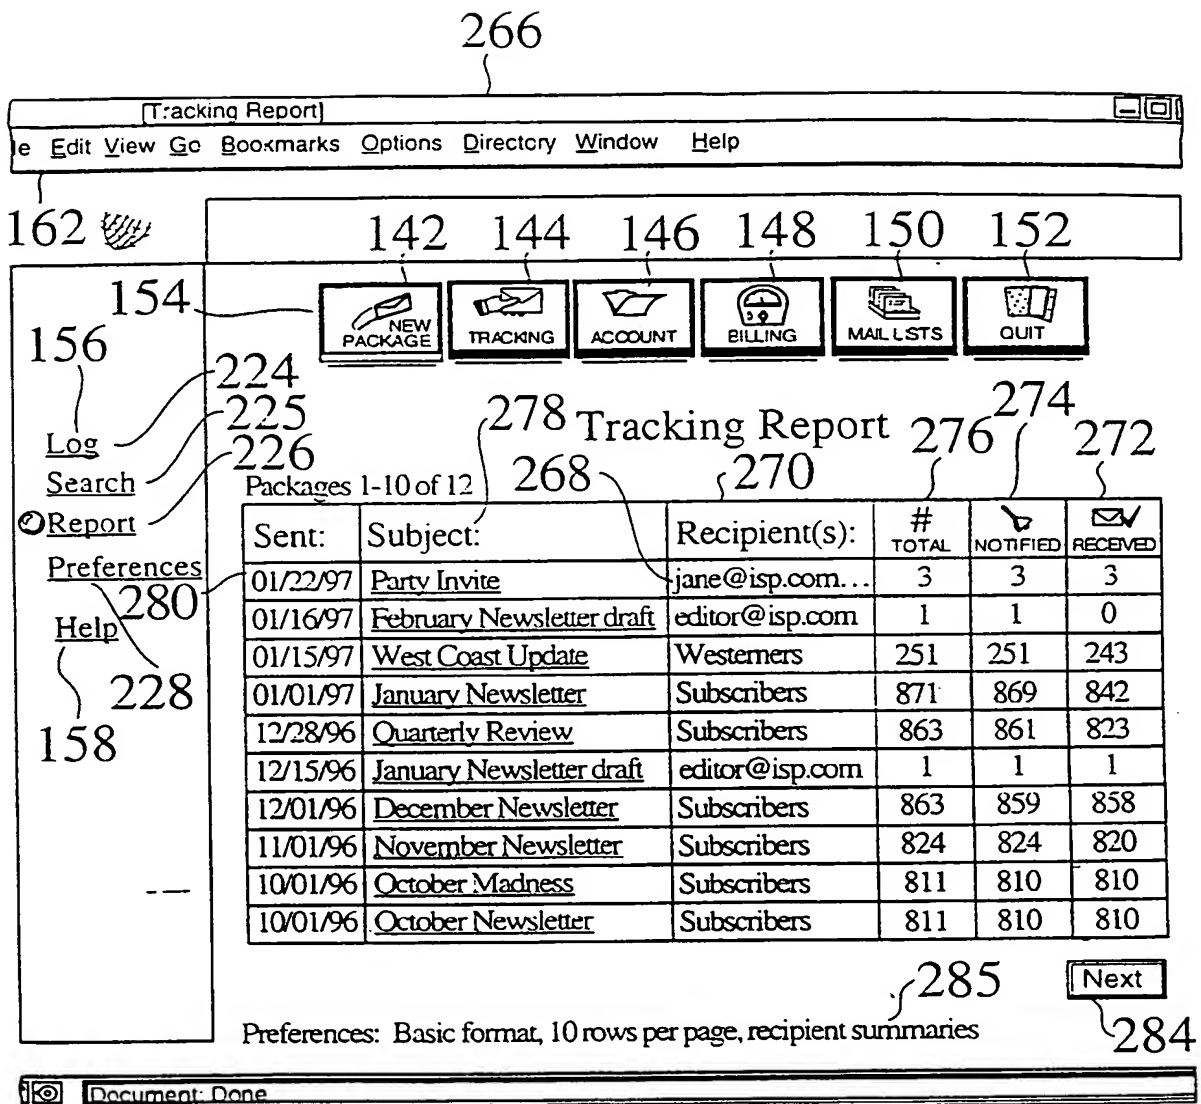 266
Tracking Report
le Edit View Go Bookmarks Options Directory Window Help
162 142 144 146 148 150 152
154
NEW PACKAGE TRACKING ACCOUNT BILLING MAIL LISTS QUIT
156
224
225
226
Log
Search
Report
Preferences
280
Help
228
158
278 Tracking Report 276 274 272
Packages 1-10 of 12 268 270
Sent: Subject: Recipient(s): # TOTAL NOTIFIED RECEIVED
01/22/97 Party Invite jane@isp.com... 3 3 3
01/16/97 February Newsletter draft editor@isp.com 1 1 0
01/15/97 West Coast Update Westerners 251 251 243
01/01/97 January Newsletter Subscribers 871 869 842
12/28/96 Quarterly Review Subscribers 863 861 823
12/15/96 January Newsletter draft editor@isp.com 1 1 1
12/01/96 December Newsletter Subscribers 863 859 858
11/01/96 November Newsletter Subscribers 824 824 820
10/01/96 October Madness Subscribers 811 810 810
10/01/96 October Newsletter Subscribers 811 810 810
285 Next
Preferences: Basic format, 10 rows per page, recipient summaries 284
Document: Done